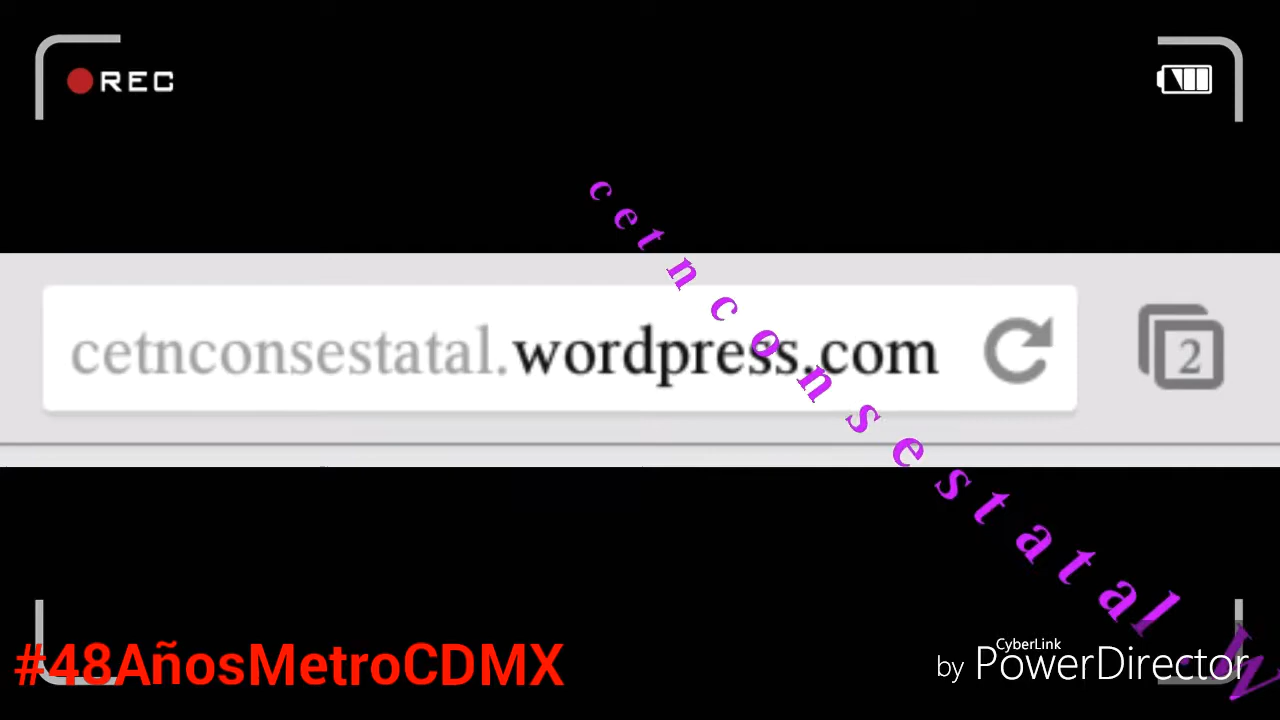 REC
cetnconsestatal
cetnconsestatal.wordpress.com
2
#48AñosMetroCDMX
CyberLink
by PowerDirector